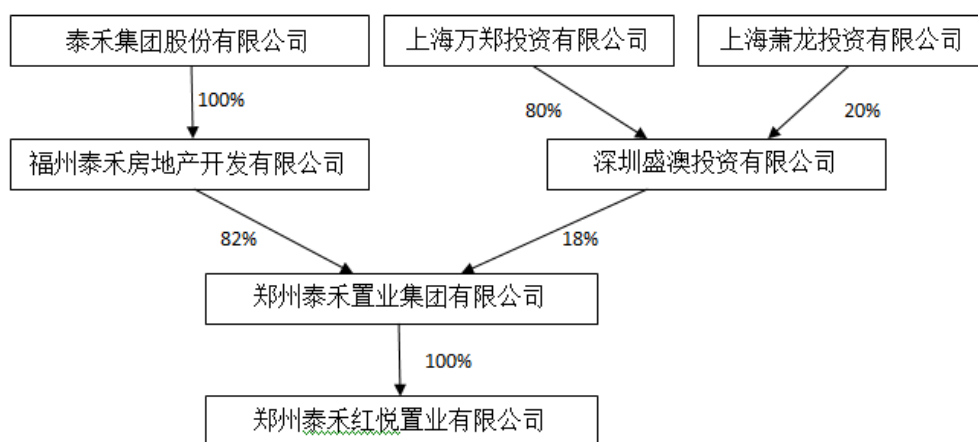 泰禾集团股份有限公司
上海万郑投资有限公司
上海萧龙投资有限公司
100%
80%
20%
福州泰禾房地产开发有限公司
深圳盛澳投资有限公司
82%
18%
郑州泰禾置业集团有限公司
100%
郑州泰禾红悦置业有限公司